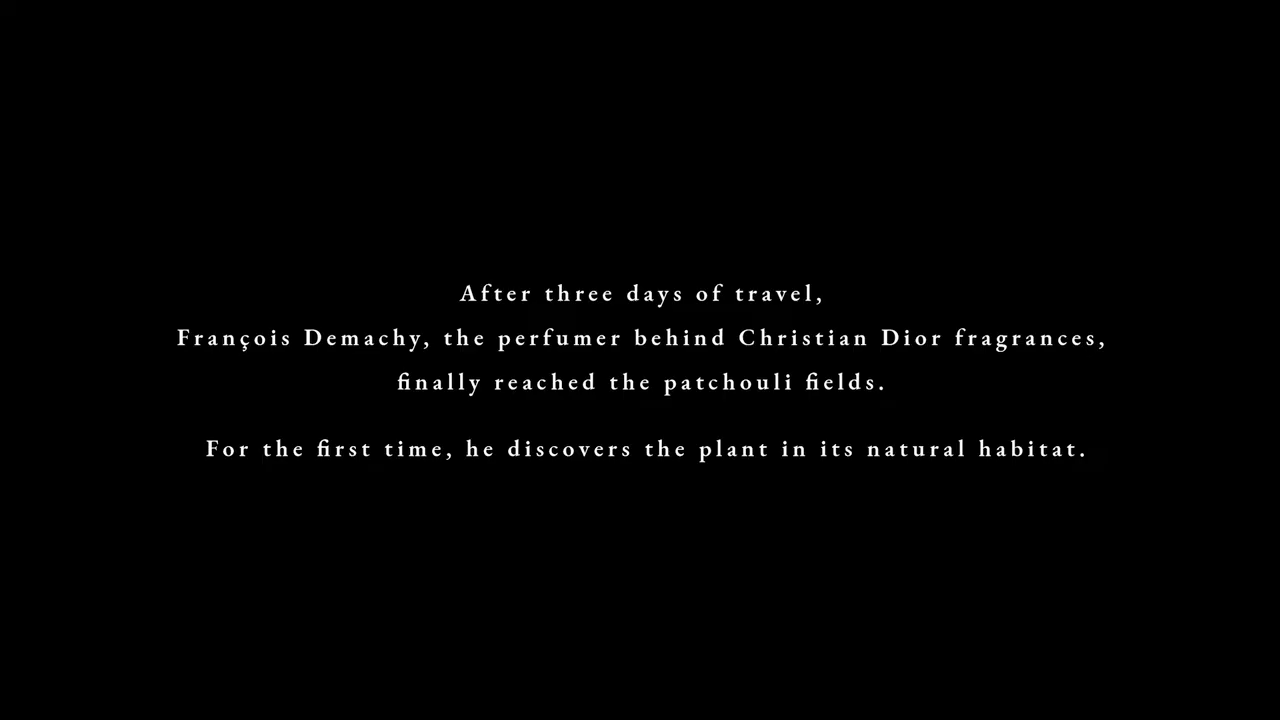 After three days of travel,
François Demachy, the perfumer behind Christian Dior fragrances,
finally reached the patchouli fields.
For the first time, he discovers the plant in its natural habitat.